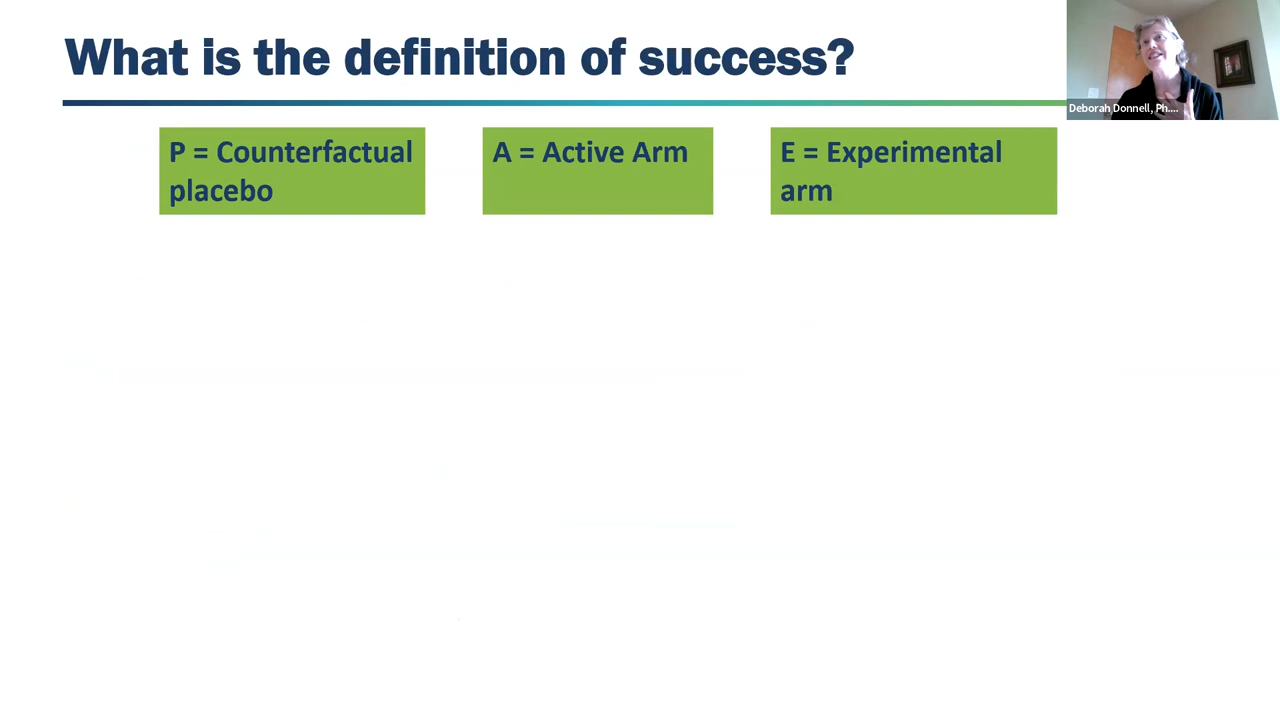 What is the definition of success?
Deborah Donnell, Ph....
P = Counterfactual
placebo
A = Active Arm
E = Experimental
arm